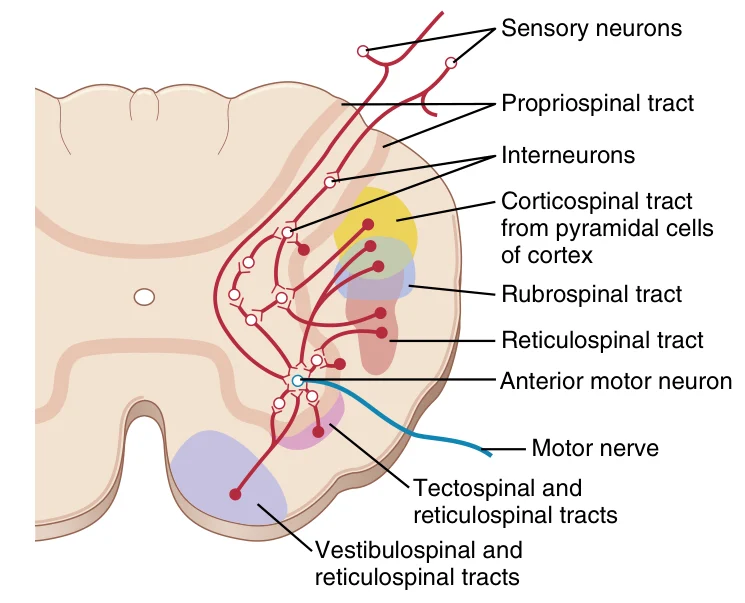 Sensory neurons
Propriospinal tract
Interneurons
Corticospinal tract
from pyramidal cells
of cortex
Rubrospinal tract
Reticulospinal tract
Anterior motor neuron
Motor nerve
Tectospinal and
reticulospinal tracts
Vestibulospinal and
reticulospinal tracts